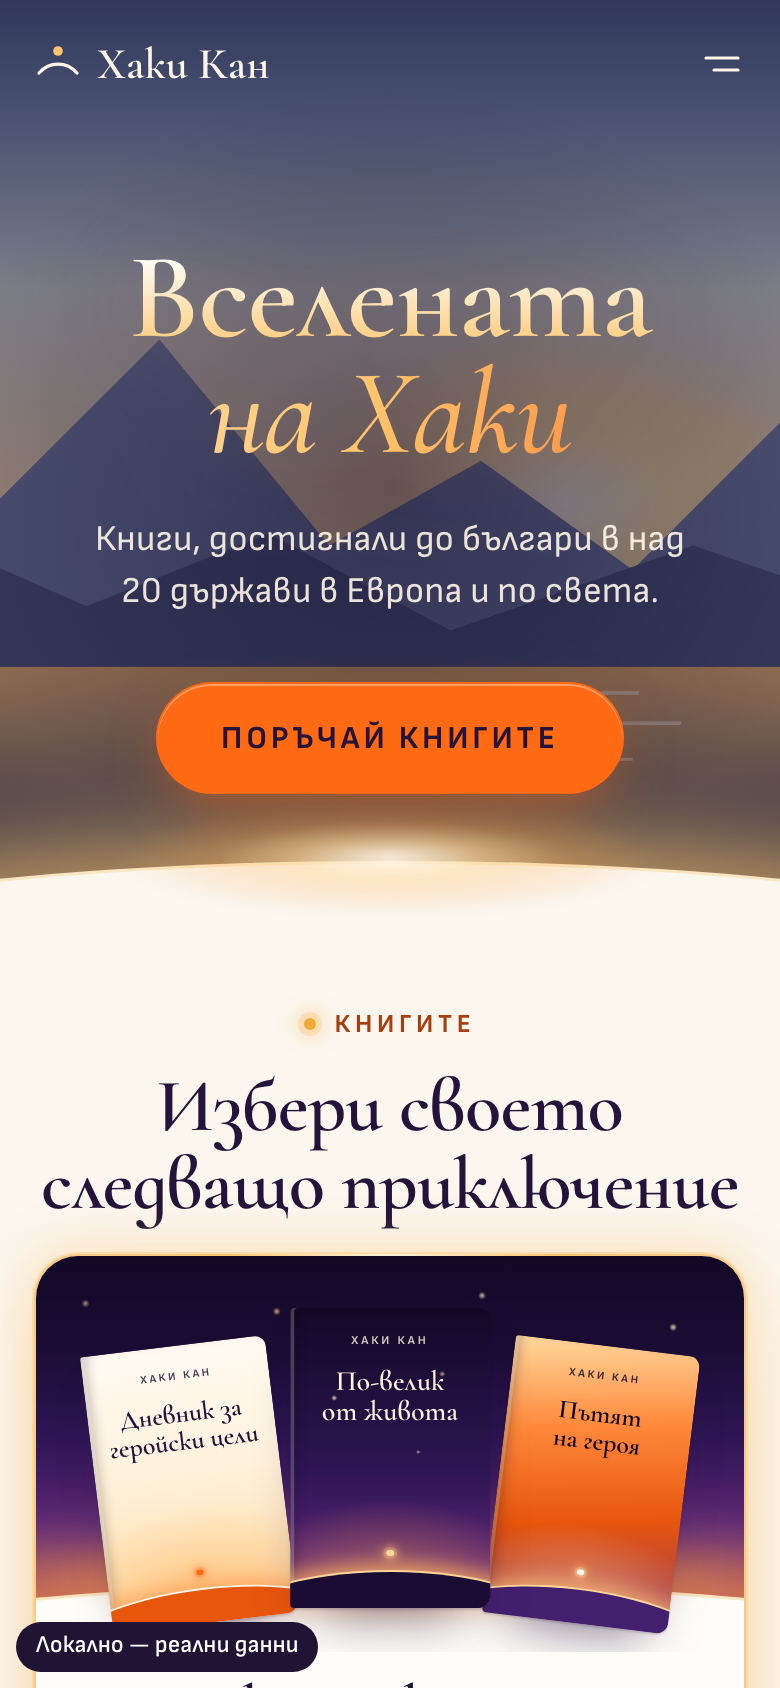 Хаки Кан
Вселената
на Хаки
Книги, достигнали до българи в над
20 държави в Европа и по света.
ПОРЪЧАЙ КНИГИТЕ
КНИГИТЕ
Избери своето
следващо приключение
ХАКИ КАН
Дневник за
геройски цели
ХАКИ КАН
По-велик
от живота
ХАКИ КАН
Пътят
на героя
Локално — реални данни